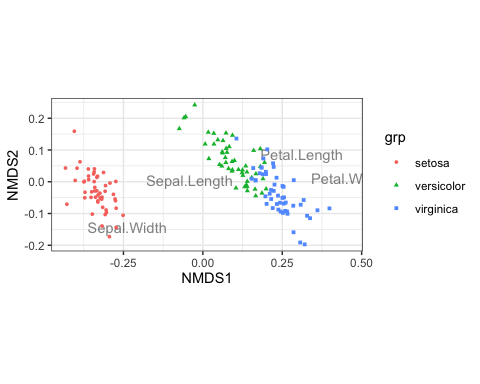 grp
setosa
versicolor
virginica
NMDS2
0.2
0.1
0.0
-0.1
-0.2
Petal.Length
Sepal.Length
Petal.W
Sepal.Width
-0.25
0.00
0.25
0.50
NMDS1